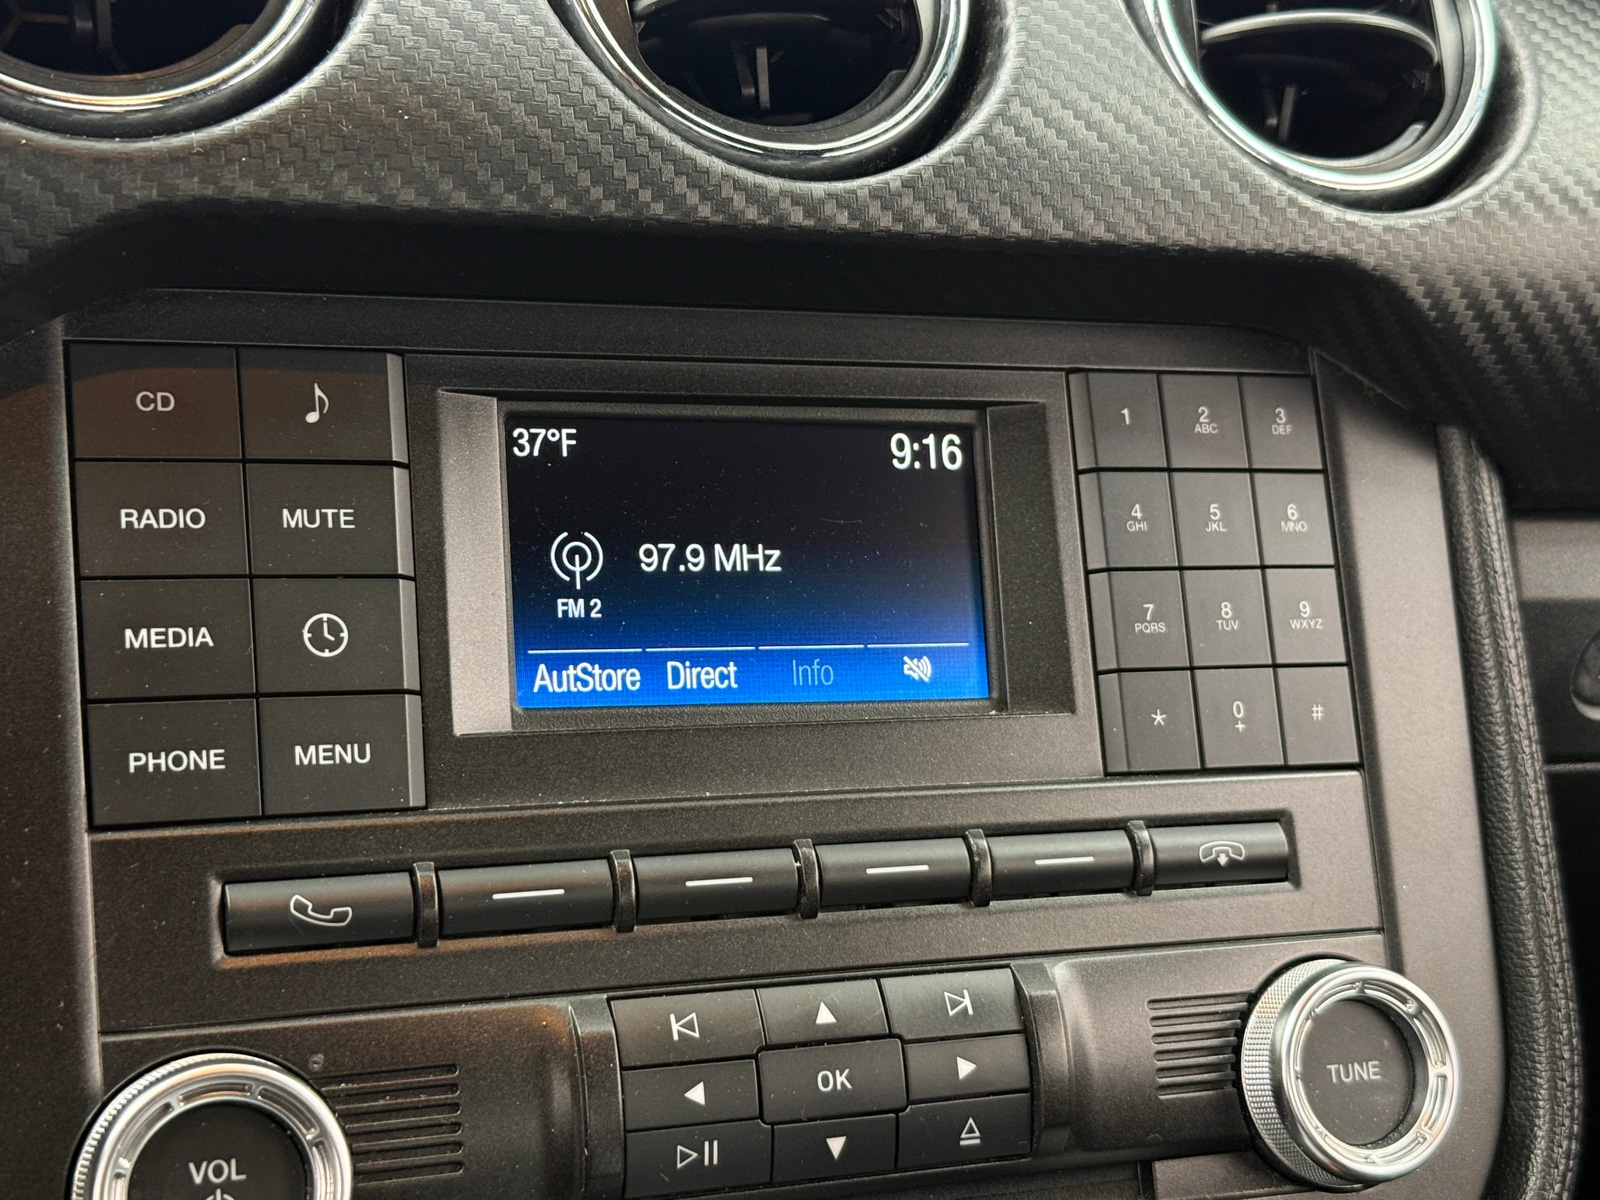 37°F
9:16
97.9 MHz
FM 2
AutStore Direct Info
CD
RADIO MUTE
MEDIA
PHONE MENU
1 2 ABC 3 DEF
4 GHI 5 JKL 6 MNO
7 PQRS 8 TUV 9 WXYZ
* 0 + #
OK
VOL
TUNE